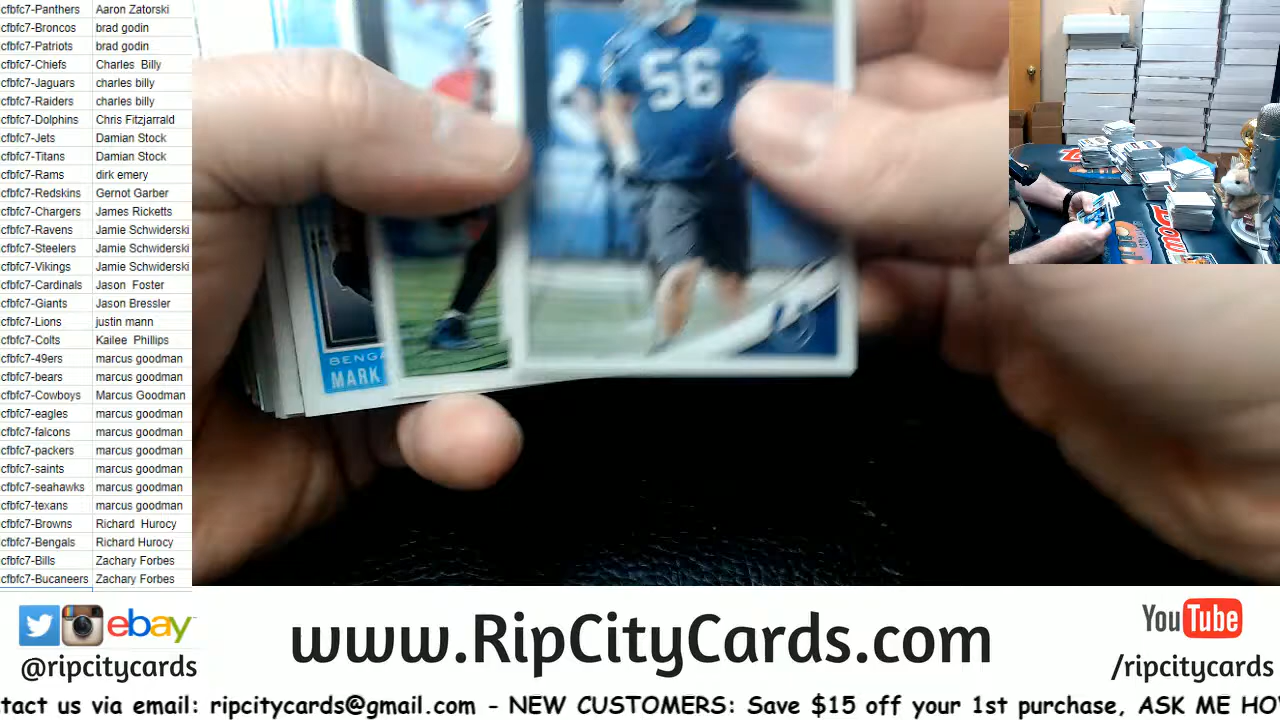 cfbfc7-Panthers Aaron Zatorski
cfbfc7-Broncos brad godin
cfbfc7-Patriots brad godin
cfbfc7-Chiefs Charles Billy
cfbfc7-Jaguars charles billy
cfbfc7-Raiders charles billy
cfbfc7-Dolphins Chris Fitzjarrald
cfbfc7-Jets Damian Stock
cfbfc7-Titans Damian Stock
cfbfc7-Rams dirk emery
cfbfc7-Redskins Gernot Garber
cfbfc7-Chargers James Ricketts
cfbfc7-Ravens Jamie Schwiderski
cfbfc7-Steelers Jamie Schwiderski
cfbfc7-Vikings Jamie Schwiderski
cfbfc7-Cardinals Jason Foster
cfbfc7-Giants Jason Bressler
cfbfc7-Lions justin mann
cfbfc7-Colts Kailee Phillips
cfbfc7-49ers marcus goodman
cfbfc7-bears marcus goodman
cfbfc7-Cowboys Marcus Goodman
cfbfc7-eagles marcus goodman
cfbfc7-falcons marcus goodman
cfbfc7-packers marcus goodman
cfbfc7-saints marcus goodman
cfbfc7-seahawks marcus goodman
cfbfc7-texans marcus goodman
cfbfc7-Browns Richard Hurocy
cfbfc7-Bengals Richard Hurocy
cfbfc7-Bills Zachary Forbes
cfbfc7-Bucaneers Zachary Forbes
56
BENGA
MARK
ebay
@ripcitycards
www.RipCityCards.com
YouTube
/ripcitycards
tact us via email: ripcitycards@gmail.com - NEW CUSTOMERS: Save $15 off your 1st purchase, ASK ME HO